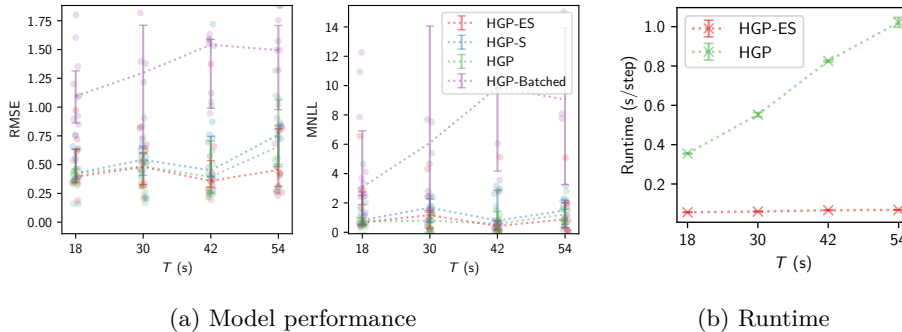 RMSE
1.75
1.50
1.25
1.00
0.75
0.50
0.25
0.00
18 30 42 54
T (s)
MNLL
14
12
10
8
6
4
2
0
HGP-ES
HGP-S
HGP
HGP-Batched
18 30 42 54
T (s)
(a) Model performance
Runtime (s/step)
1.0
0.8
0.6
0.4
0.2
HGP-ES
HGP
18 30 42 54
T (s)
(b) Runtime